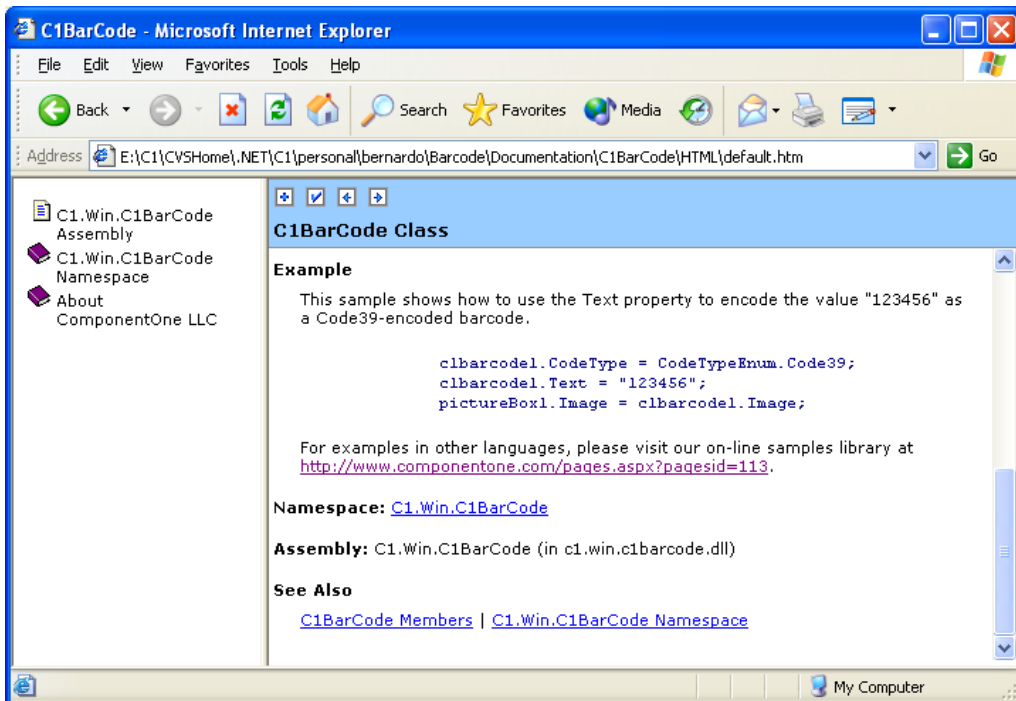 C1BarCode - Microsoft Internet Explorer
File Edit View Favorites Tools Help
Back Search Favorites Media
Address E:\C1\CVSHome\.NET\C1\personal\bernardo\Barcode\Documentation\C1BarCode\HTML\default.htm Go
C1.Win.C1BarCode
Assembly
C1.Win.C1BarCode
Namespace
About
ComponentOne LLC
C1BarCode Class
Example
This sample shows how to use the Text property to encode the value "123456" as
a Code39-encoded barcode.
c1barcode1.CodeType = CodeTypeEnum.Code39;
c1barcode1.Text = "123456";
pictureBox1.Image = c1barcode1.Image;
For examples in other languages, please visit our on-line samples library at
http://www.componentone.com/pages.aspx?pagesid=113.
Namespace: C1.Win.C1BarCode
Assembly: C1.Win.C1BarCode (in c1.win.c1barcode.dll)
See Also
C1BarCode Members | C1.Win.C1BarCode Namespace
My Computer